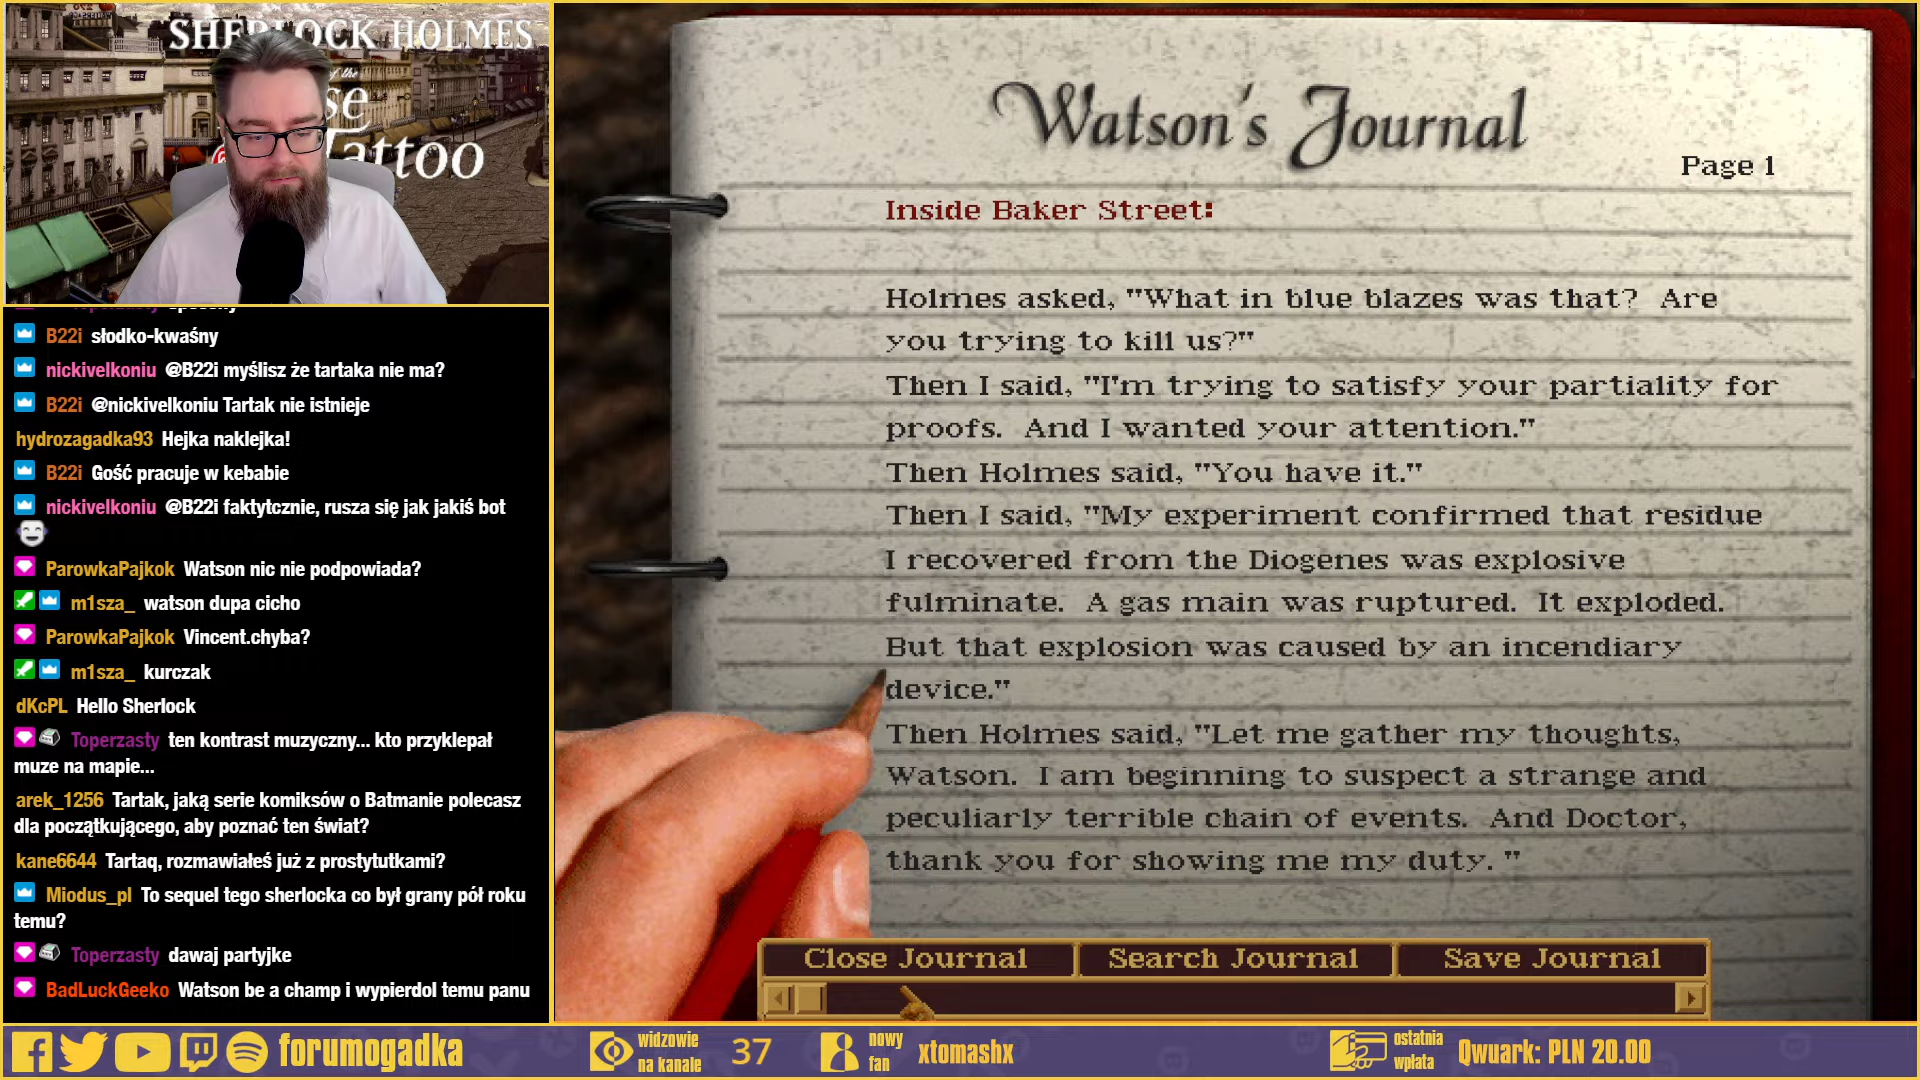 SHERLOCK HOLMES
of the
se
Tattoo
B22i słodko-kwaśny
nickivelkoniu @B22i myślisz że tartaka nie ma?
B22i @nickivelkoniu Tartak nie istnieje
hydrozagadka93 Hejka naklejka!
B22i Gość pracuje w kebabie
nickivelkoniu @B22i faktytcznie, rusza się jak jakiś bot
ParowkaPajkok Watson nic nie podpowiada?
m1sza_ watson dupa cicho
ParowkaPajkok Vincent.chyba?
m1sza_ kurczak
dKcPL Hello Sherlock
Toperzasty ten kontrast muzyczny... kto przyklepał
muze na mapie...
arek_1256 Tartak, jaką serie komiksów o Batmanie polecasz
dla początkującego, aby poznać ten świat?
kane6644 Tartaq, rozmawiałeś już z prostytutkami?
Miodus_pl To sequel tego sherlocka co był grany pół roku
temu?
Toperzasty dawaj partyjke
BadLuckGeeko Watson be a champ i wypierdol temu panu
Watson's Journal
Page 1
Inside Baker Street:
Holmes asked, "What in blue blazes was that?  Are
you trying to kill us?"
Then I said, "I'm trying to satisfy your partiality for
proofs.  And I wanted your attention."
Then Holmes said, "You have it."
Then I said, "My experiment confirmed that residue
I recovered from the Diogenes was explosive
fulminate.  A gas main was ruptured.  It exploded.
But that explosion was caused by an incendiary
device."
Then Holmes said, "Let me gather my thoughts,
Watson.  I am beginning to suspect a strange and
peculiarly terrible chain of events.  And Doctor,
thank you for showing me my duty. "
Close Journal
Search Journal
Save Journal
forumogadka
widzowie
na kanale
37
nowy
fan
xtomashx
ostatnia
wpłata
Qwuark: PLN 20.00